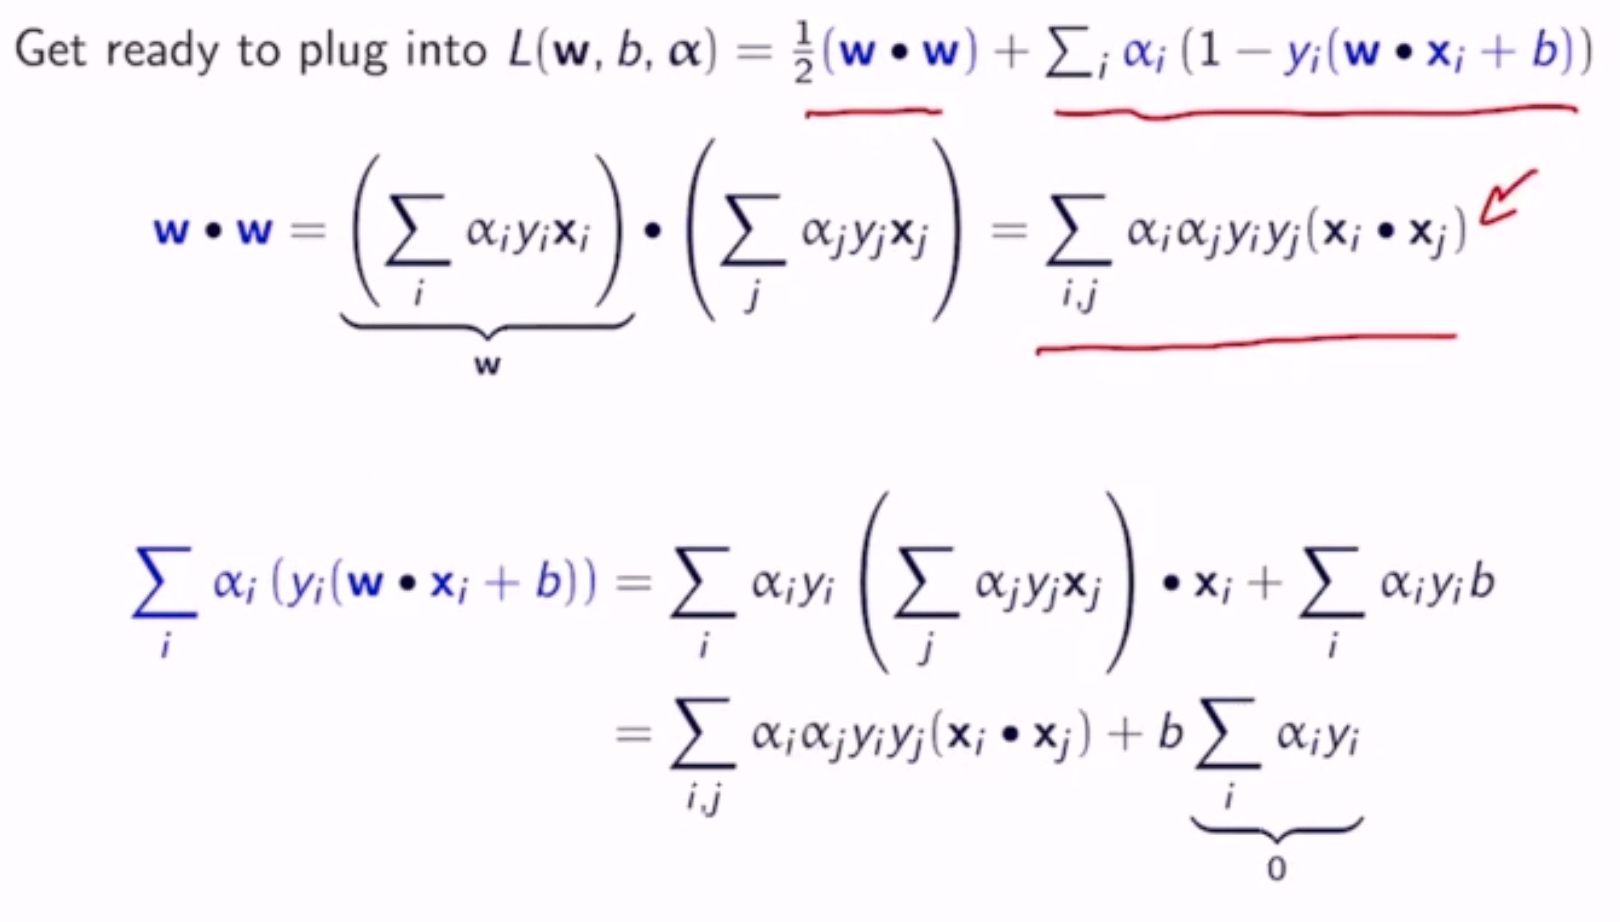 Get ready to plug into L(w, b, α) = ½(w • w) + ∑ᵢ αᵢ (1 − yᵢ(w • xᵢ + b))
w • w = (∑ᵢ αᵢyᵢxᵢ) • (∑ⱼ αⱼyⱼxⱼ) = ∑ᵢ,ⱼ αᵢαⱼyᵢyⱼ(xᵢ • xⱼ)
w
∑ᵢ αᵢ (yᵢ(w • xᵢ + b)) = ∑ᵢ αᵢyᵢ (∑ⱼ αⱼyⱼxⱼ) • xᵢ + ∑ᵢ αᵢyᵢb
= ∑ᵢ,ⱼ αᵢαⱼyᵢyⱼ(xᵢ • xⱼ) + b ∑ᵢ αᵢyᵢ
0